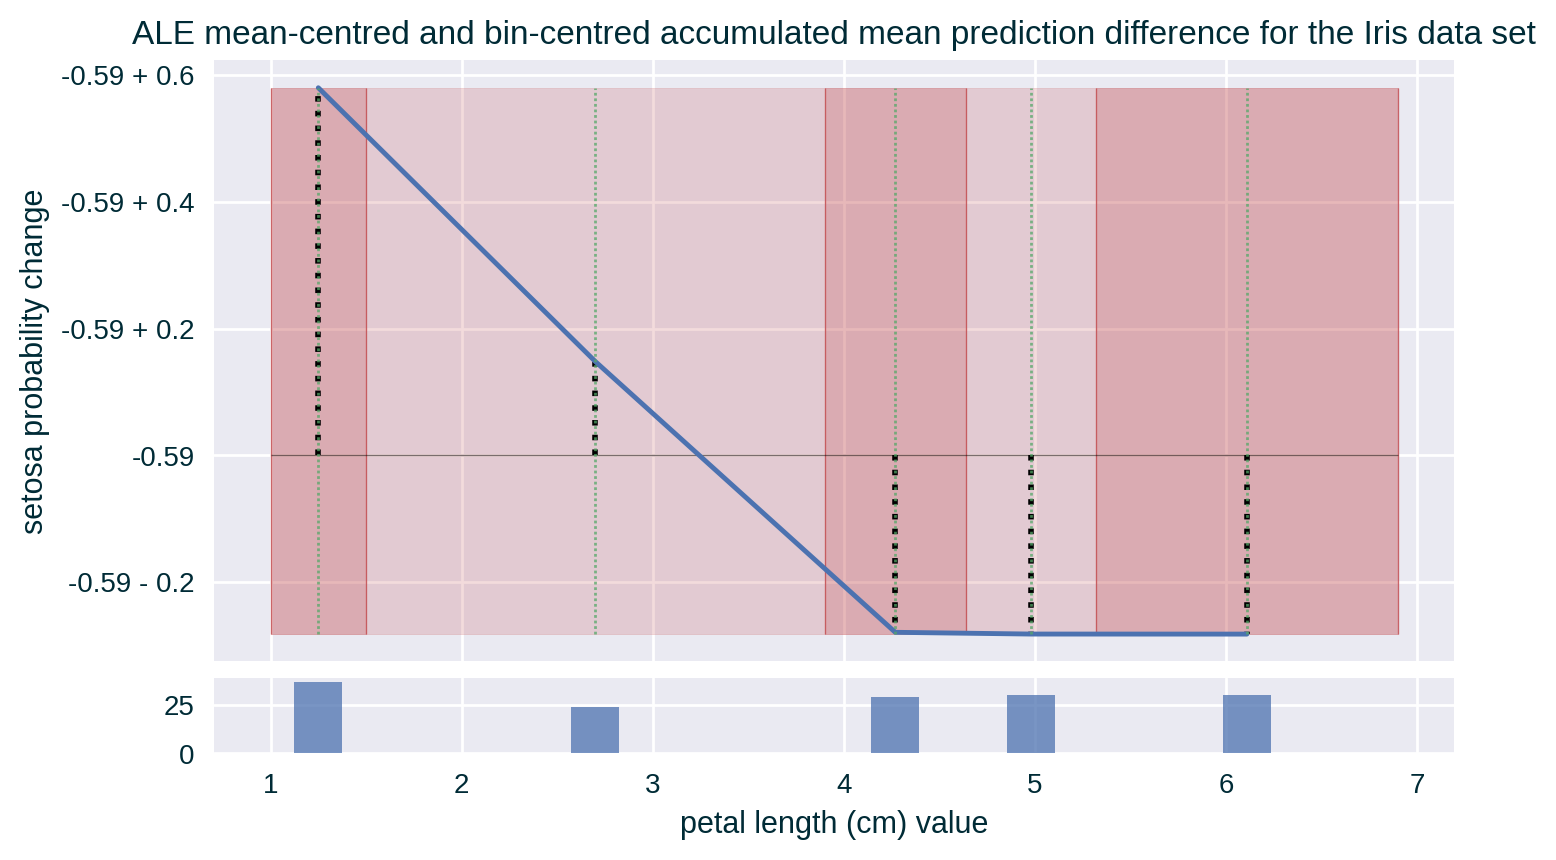 ALE mean-centred and bin-centred accumulated mean prediction difference for the Iris data set
setosa probability change
-0.59 + 0.6
-0.59 + 0.4
-0.59 + 0.2
-0.59
-0.59 - 0.2
25
0
1 2 3 4 5 6 7
petal length (cm) value